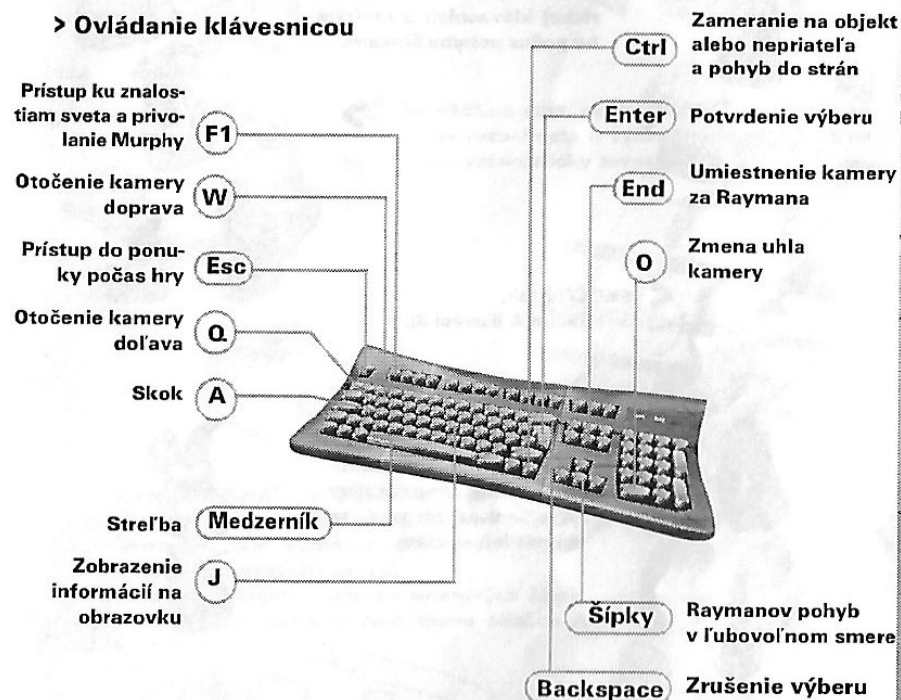 > Ovládanie klávesnicou
Prístup ku znalos-
tiam sveta a privo-
lanie Murphy
F1
Otočenie kamery
doprava
W
Prístup do ponu-
ky počas hry
Esc
Otočenie kamery
doľava
Q
Skok
A
Streľba
Medzerník
Zobrazenie
informácií na
obrazovku
J
Ctrl
Zameranie na objekt
alebo nepriateľa
a pohyb do strán
Enter
Potvrdenie výberu
End
Umiestnenie kamery
za Raymana
O
Zmena uhla
kamery
Šípky
Raymanov pohyb
v ľubovoľnom smere
Backspace
Zrušenie výberu